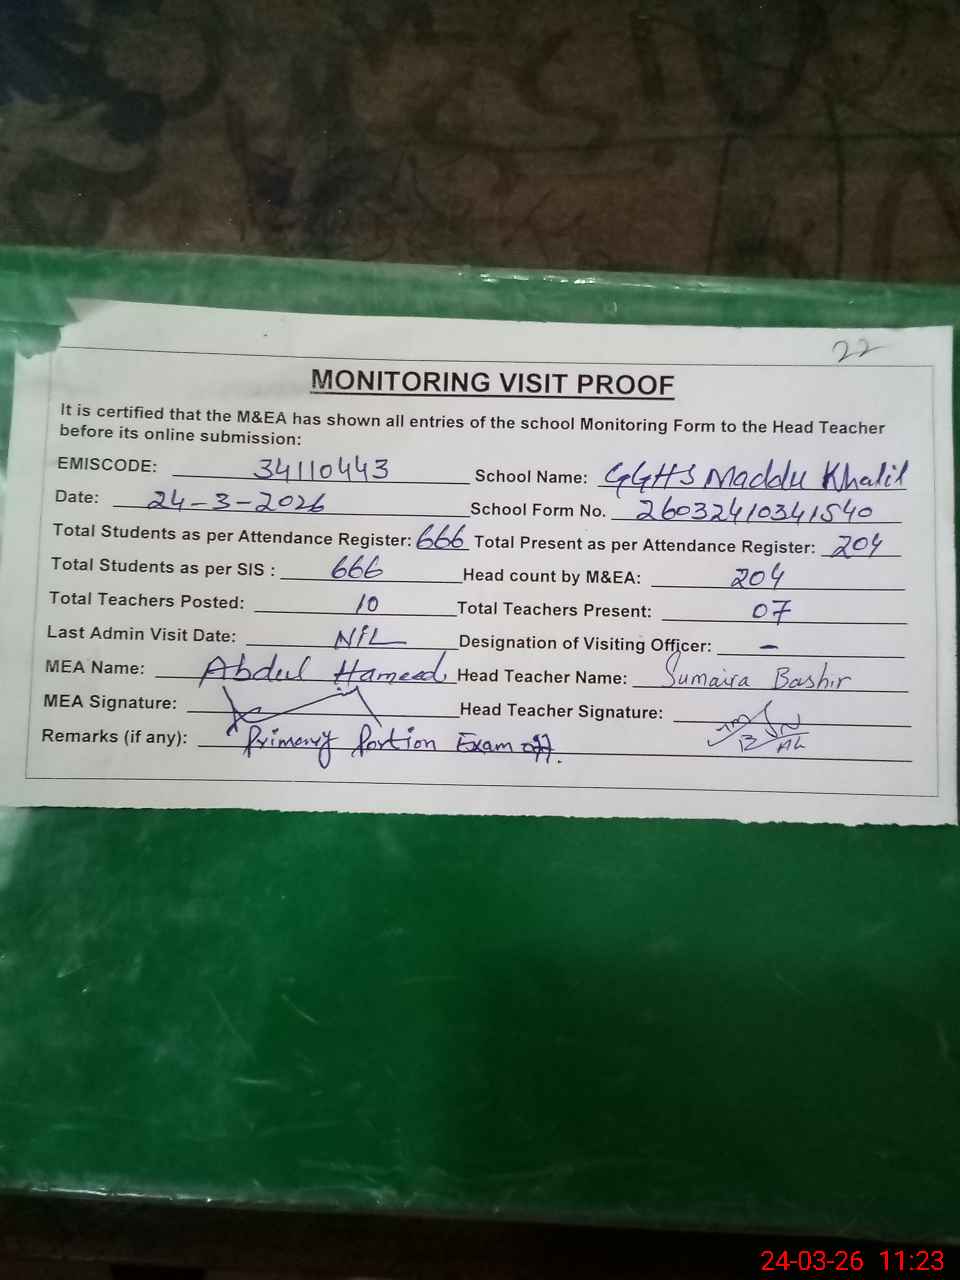 22
MONITORING VISIT PROOF
It is certified that the M&EA has shown all entries of the school Monitoring Form to the Head Teacher
before its online submission:
EMISCODE: 34110443 School Name: GGHS Maddu Khalil
Date: 24-3-2026 School Form No. 26032410341540
Total Students as per Attendance Register: 666 Total Present as per Attendance Register: 204
Total Students as per SIS : 666 Head count by M&EA: 204
Total Teachers Posted: 10 Total Teachers Present: 07
Last Admin Visit Date: NIL Designation of Visiting Officer: -
MEA Name: Abdul Hameed Head Teacher Name: Sumaira Bashir
MEA Signature: Head Teacher Signature:
Remarks (if any): Primary Portion Exam off.
24-03-26 11:23